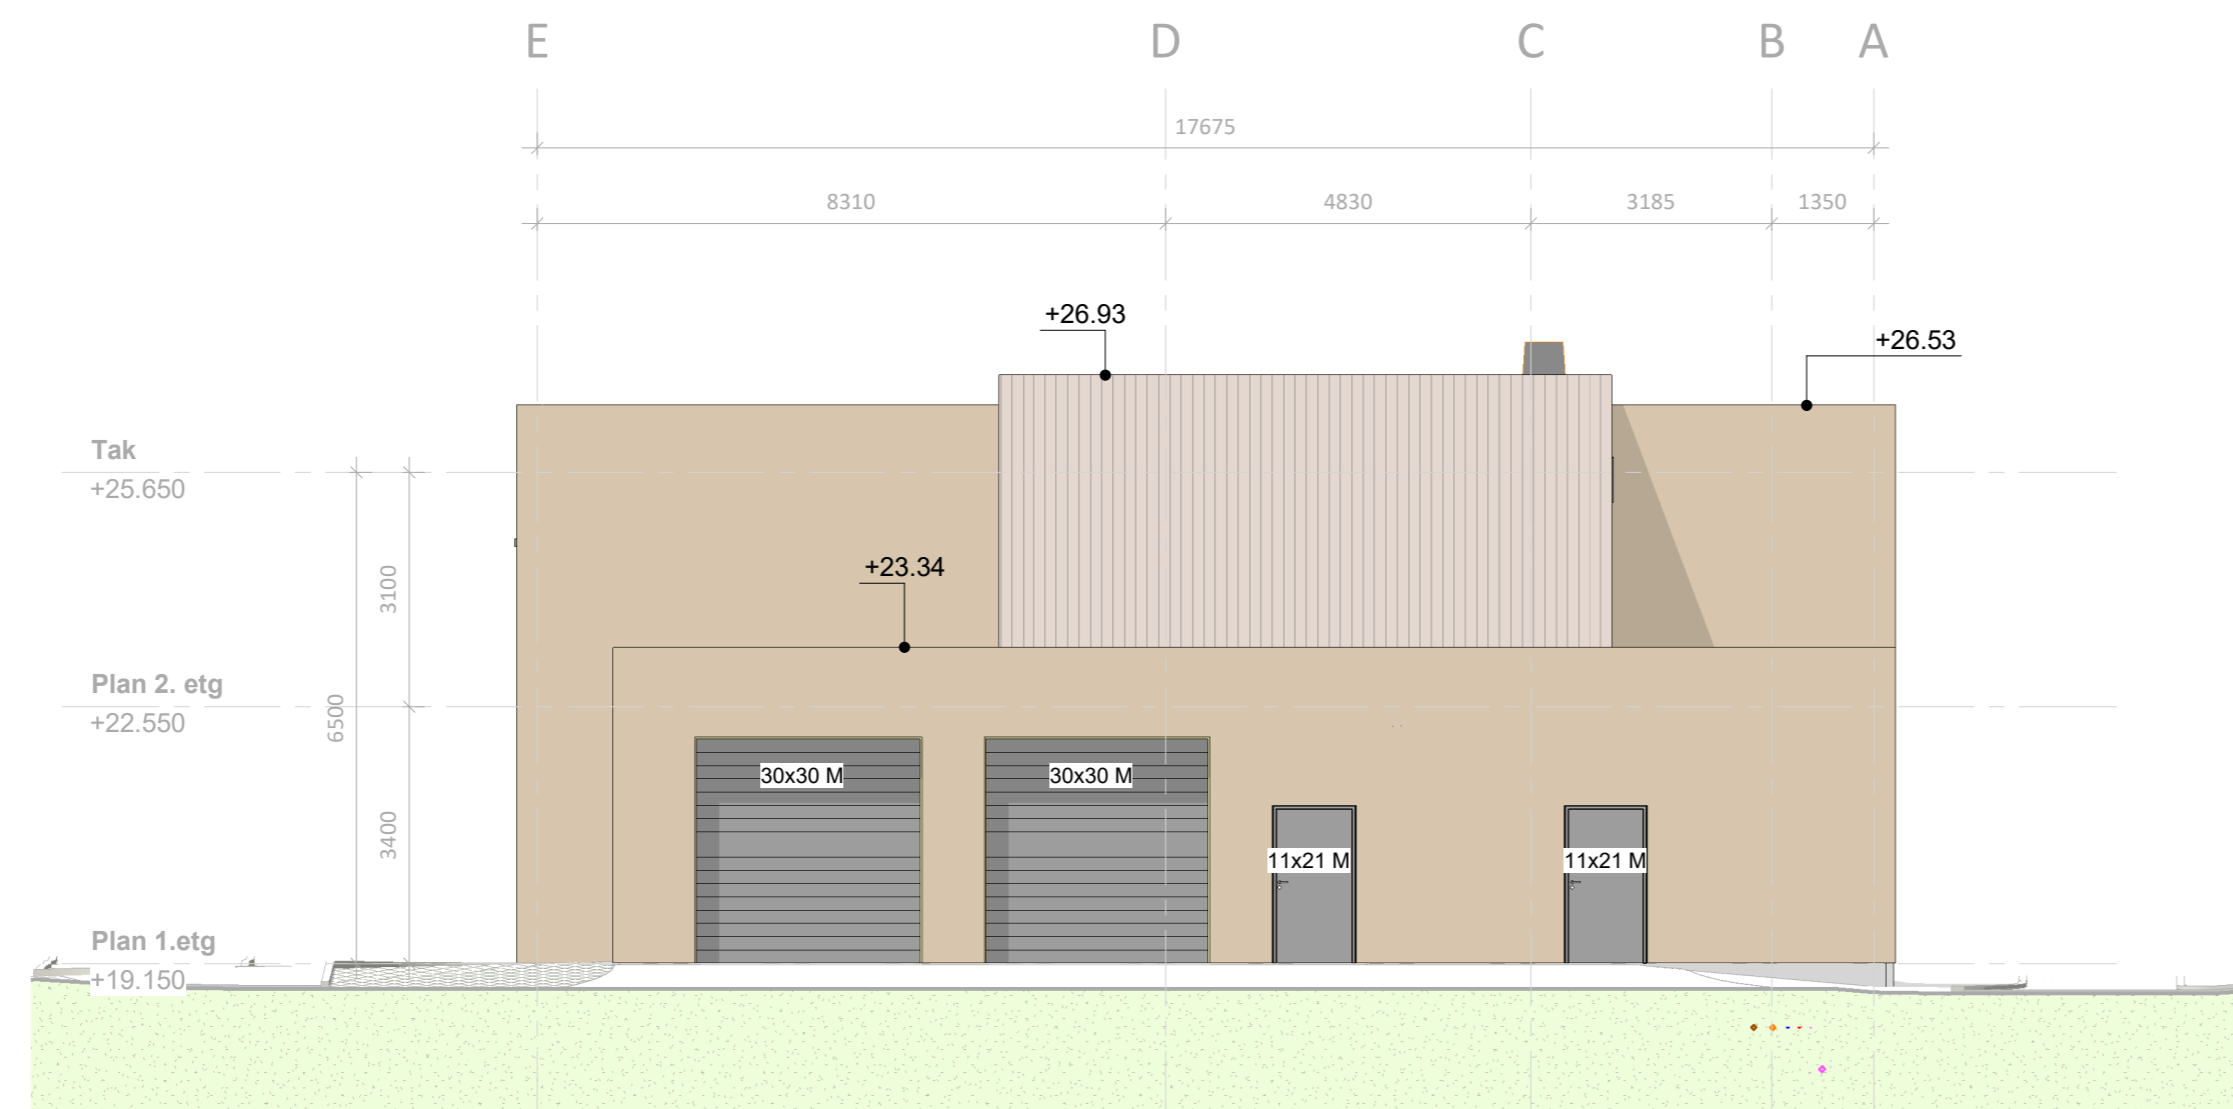 E D C B A
17675
8310 4830 3185 1350
+26.93
+26.53
Tak
+25.650
+23.34
3100
Plan 2. etg
+22.550
6500
30x30 M 30x30 M
3400
11x21 M 11x21 M
Plan 1.etg
+19.150